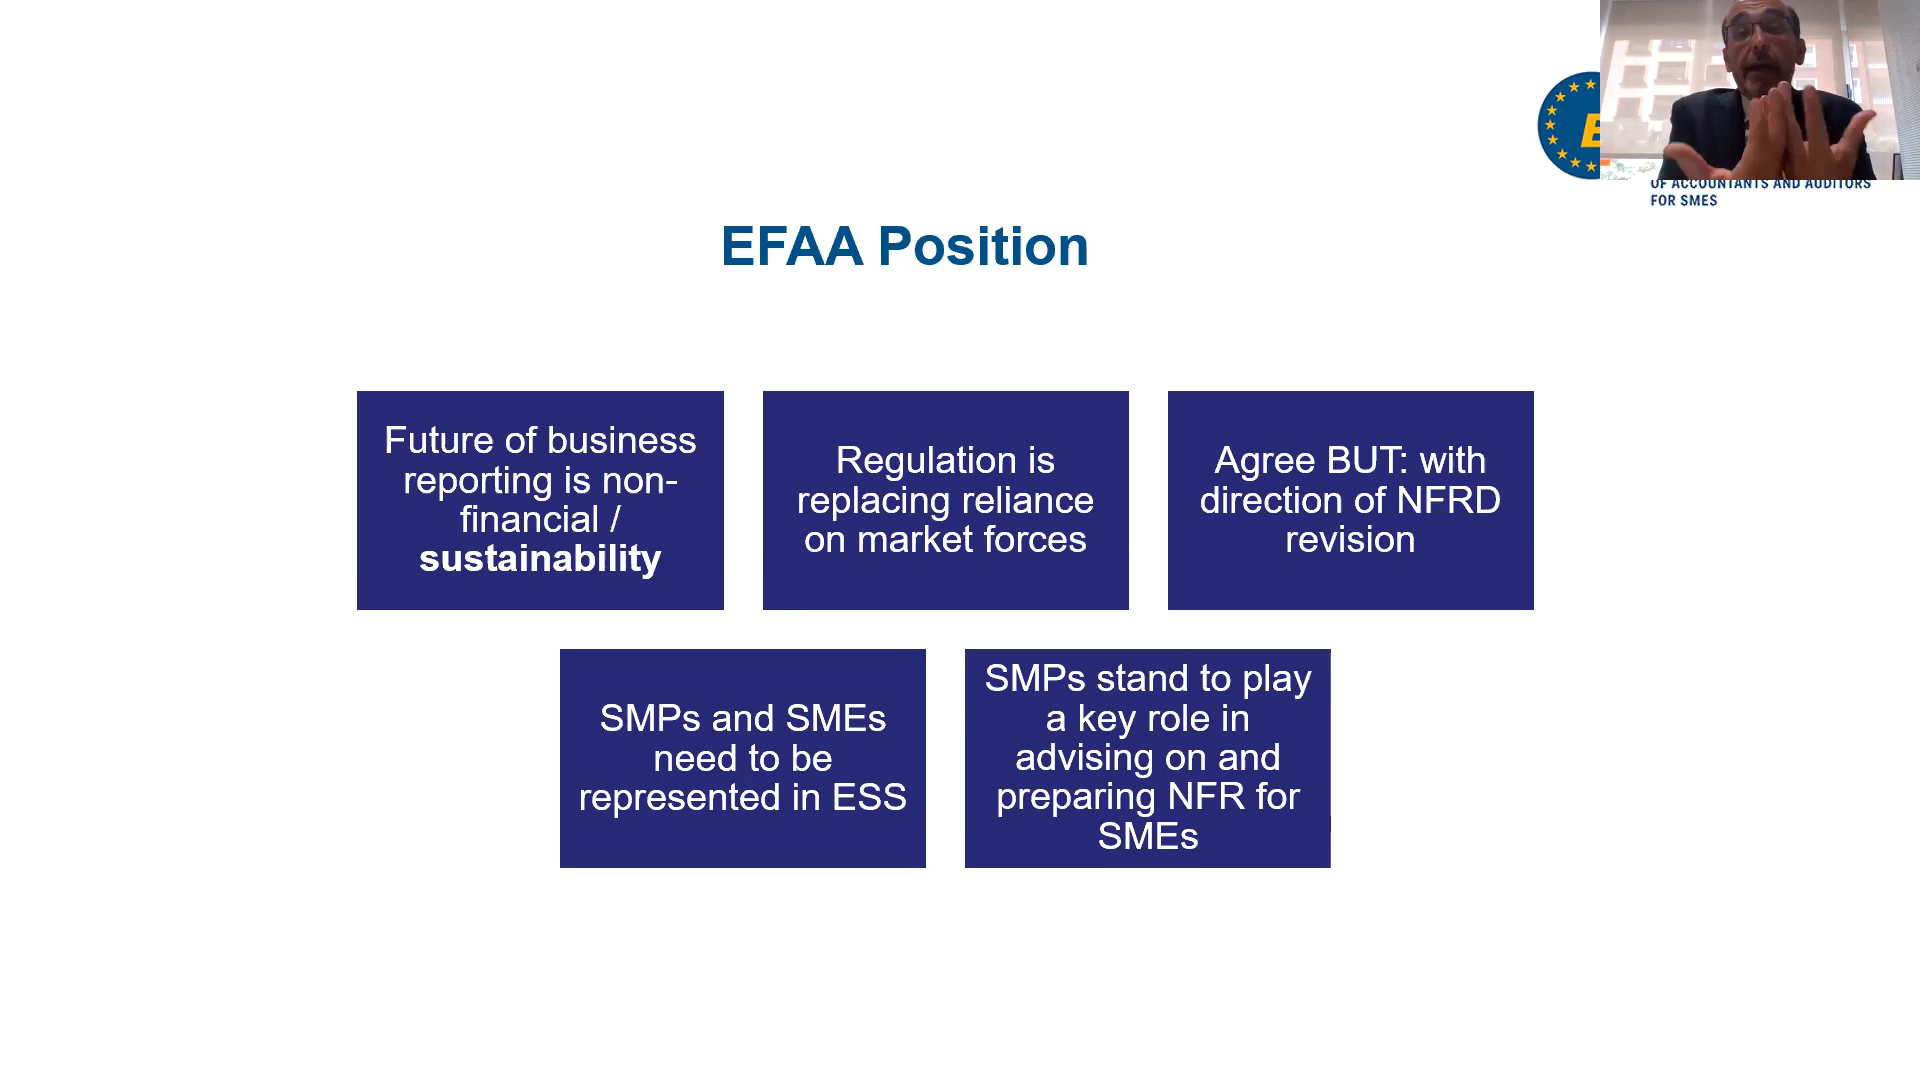 E
OF ACCOUNTANTS AND AUDITORS
FOR SMES
EFAA Position
Future of business
reporting is non-
financial /
sustainability
Regulation is
replacing reliance
on market forces
Agree BUT: with
direction of NFRD
revision
SMPs and SMEs
need to be
represented in ESS
SMPs stand to play
a key role in
advising on and
preparing NFR for
SMEs